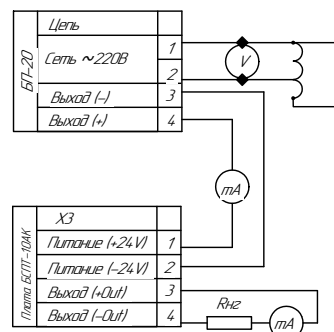 БП-20
Цепь
Сеть ~220В
1
2
Выход (-)
3
Выход (+)
4
V
mA
Плата БСПТ-10АК
X3
Питание (+24V)
1
Питание (-24V)
2
Выход (+Out)
3
Выход (-Out)
4
Rнг
mA